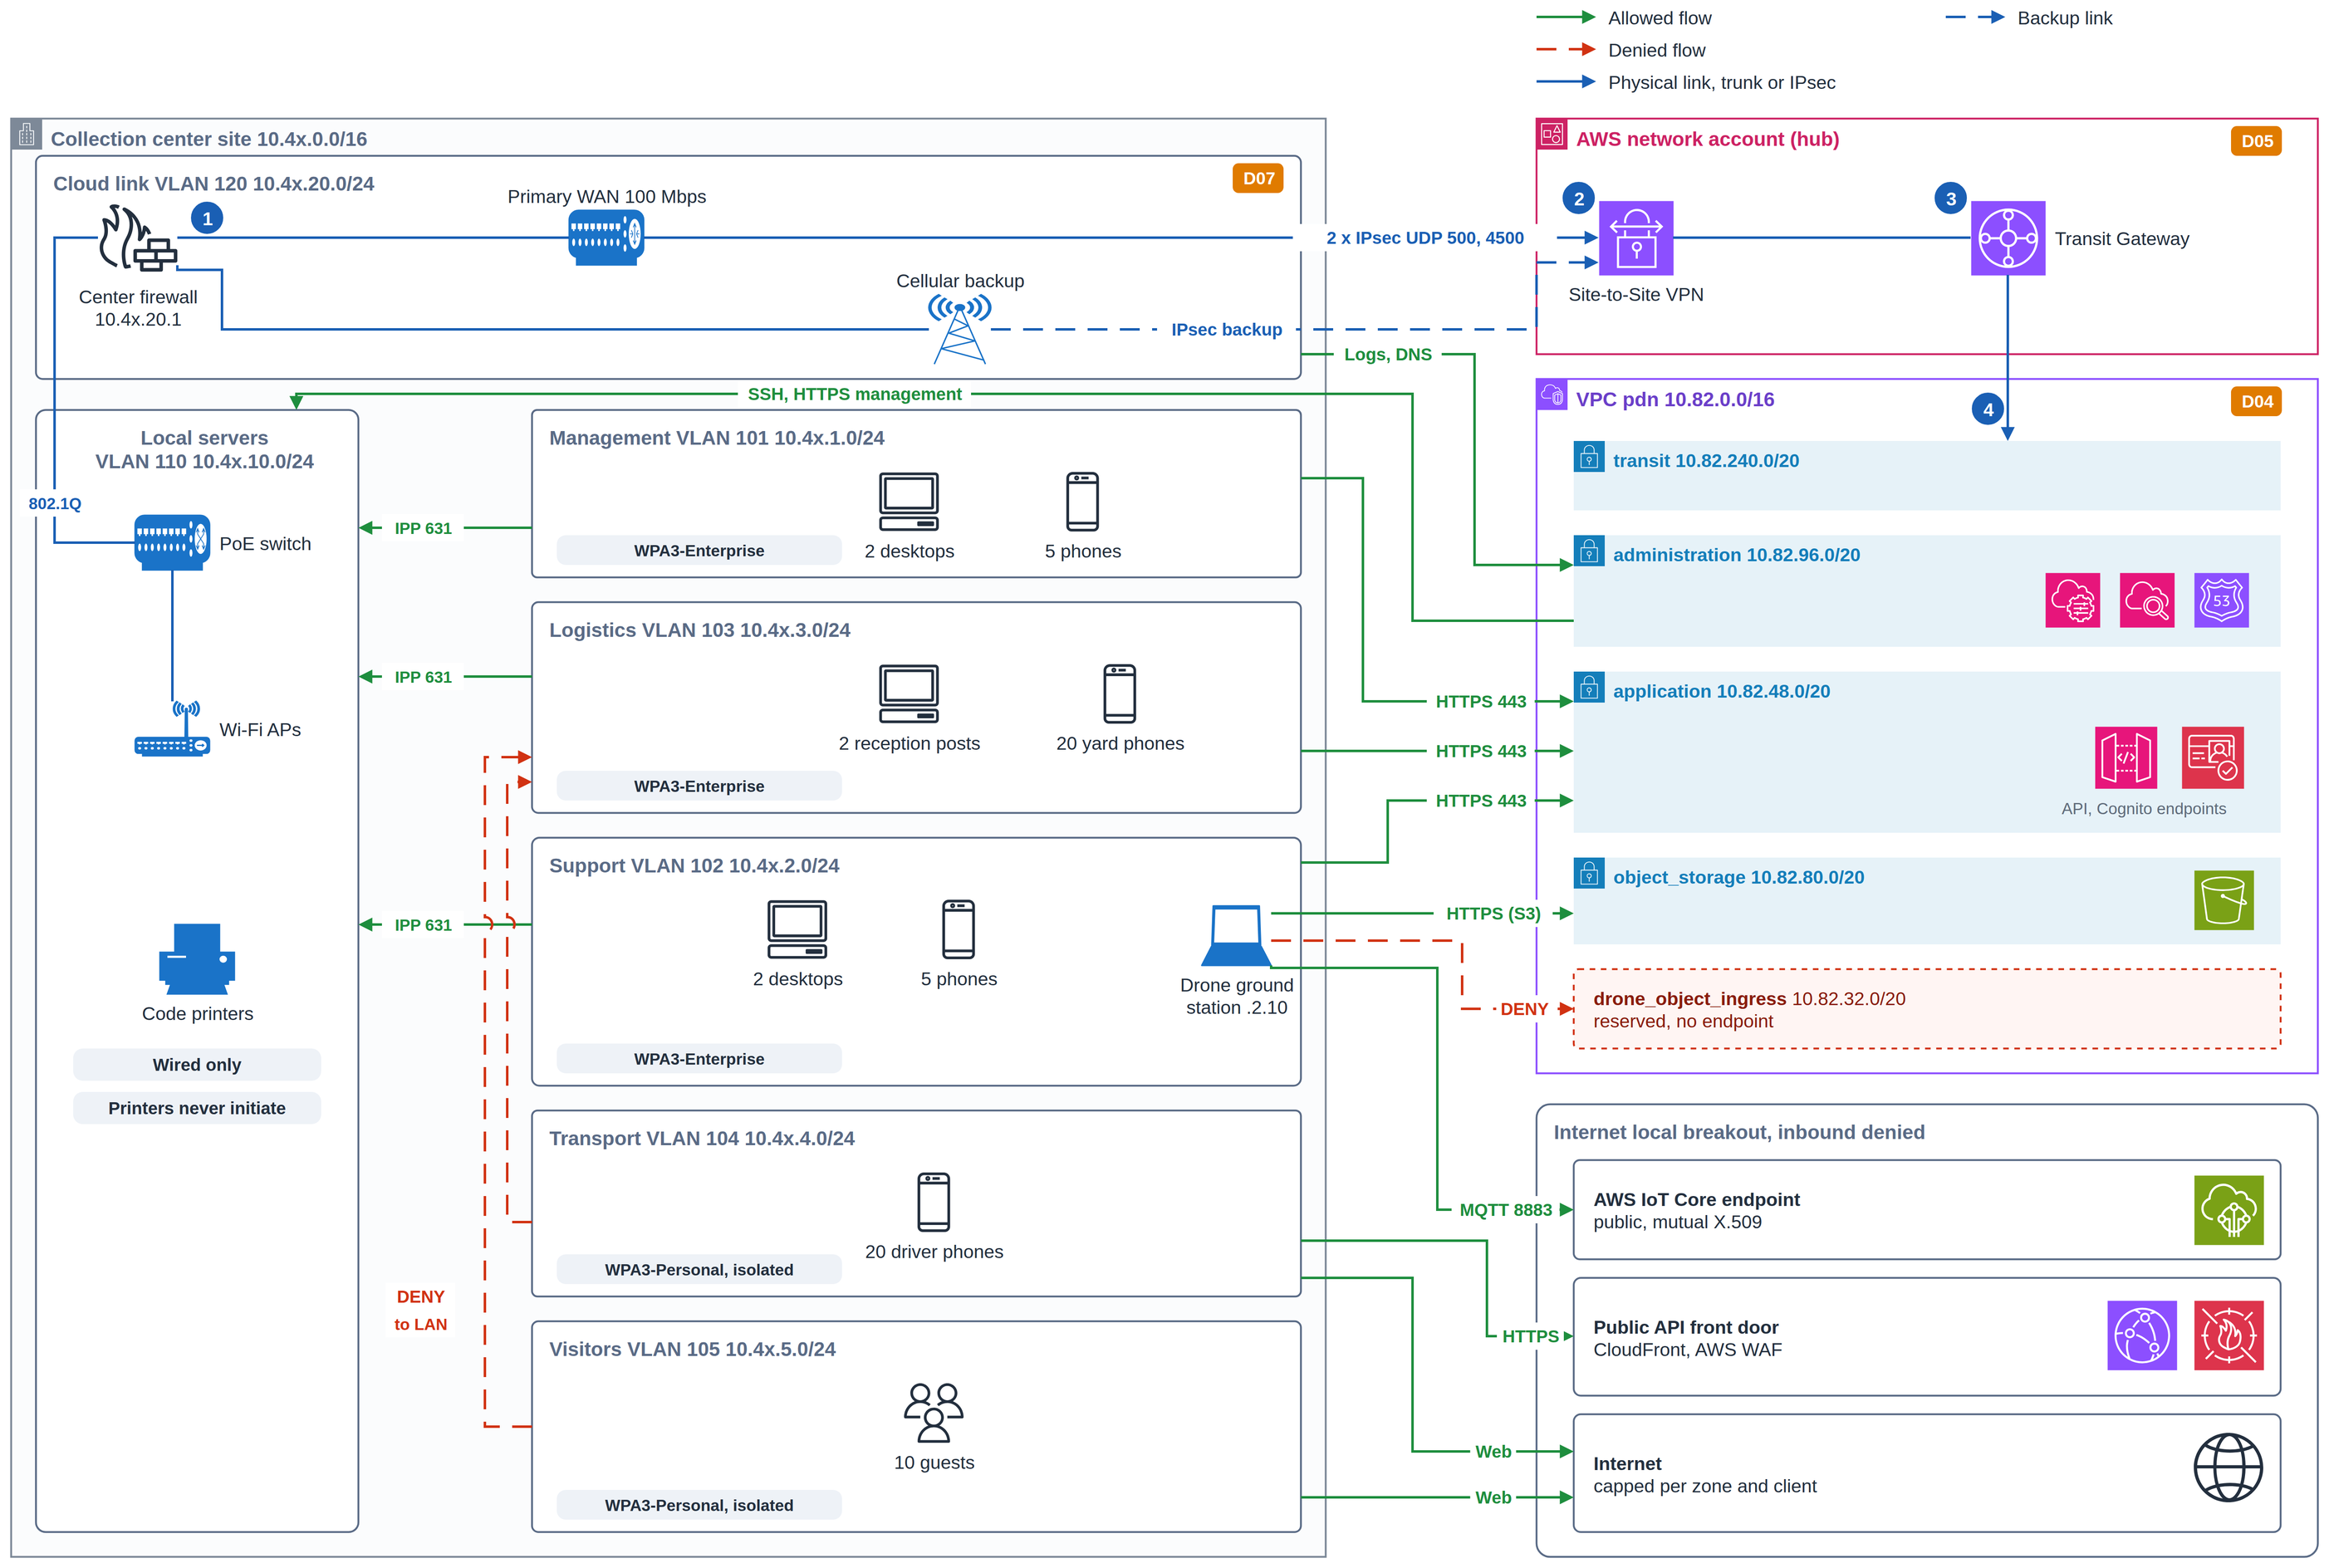 Allowed flow
Backup link
Denied flow
Physical link, trunk or IPsec
Collection center site 10.4x.0.0/16
Cloud link VLAN 120 10.4x.20.0/24
D07
1
Primary WAN 100 Mbps
2 x IPsec UDP 500, 4500
Center firewall
10.4x.20.1
Cellular backup
IPsec backup
Logs, DNS
AWS network account (hub)
D05
2
3
Transit Gateway
Site-to-Site VPN
SSH, HTTPS management
Local servers
VLAN 110 10.4x.10.0/24
802.1Q
PoE switch
Wi-Fi APs
Code printers
Wired only
Printers never initiate
IPP 631
IPP 631
IPP 631
DENY
to LAN
Management VLAN 101 10.4x.1.0/24
WPA3-Enterprise
2 desktops
5 phones
Logistics VLAN 103 10.4x.3.0/24
2 reception posts
20 yard phones
WPA3-Enterprise
Support VLAN 102 10.4x.2.0/24
2 desktops
5 phones
Drone ground
station .2.10
WPA3-Enterprise
Transport VLAN 104 10.4x.4.0/24
20 driver phones
WPA3-Personal, isolated
Visitors VLAN 105 10.4x.5.0/24
10 guests
WPA3-Personal, isolated
HTTPS 443
HTTPS 443
HTTPS 443
HTTPS (S3)
DENY
MQTT 8883
HTTPS
Web
Web
VPC pdn 10.82.0.0/16
D04
4
transit 10.82.240.0/20
administration 10.82.96.0/20
53
application 10.82.48.0/20
API, Cognito endpoints
object_storage 10.82.80.0/20
drone_object_ingress 10.82.32.0/20
reserved, no endpoint
Internet local breakout, inbound denied
AWS IoT Core endpoint
public, mutual X.509
Public API front door
CloudFront, AWS WAF
Internet
capped per zone and client